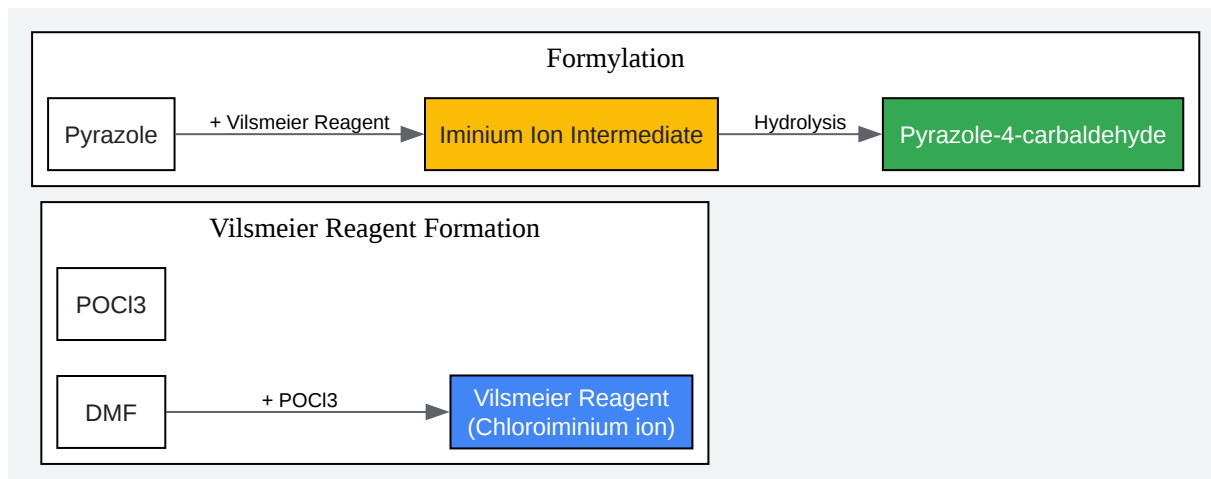 Formylation
Pyrazole
+ Vilsmeier Reagent
Iminium Ion Intermediate
Hydrolysis
Pyrazole-4-carbaldehyde
Vilsmeier Reagent Formation
POCl3
DMF
+ POCl3
Vilsmeier Reagent
(Chloroiminium ion)